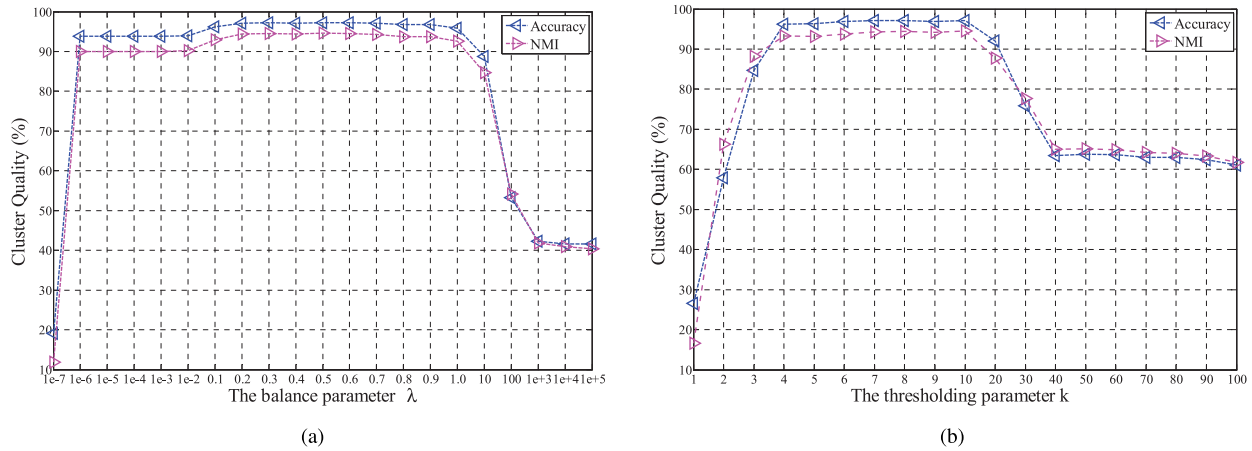 100
90
80
70
60
50
40
30
20
10
Cluster Quality (%)
Accuracy
NMI
1e-7 1e-6 1e-5 1e-4 1e-3 1e-2 0.1 0.2 0.3 0.4 0.5 0.6 0.7 0.8 0.9 1.0 10 100 1e+3 1e+4 1e+5
The balance parameter λ
(a)
100
90
80
70
60
50
40
30
20
10
Cluster Quality (%)
Accuracy
NMI
1 2 3 4 5 6 7 8 9 10 20 30 40 50 60 70 80 90 100
The thresholding parameter k
(b)